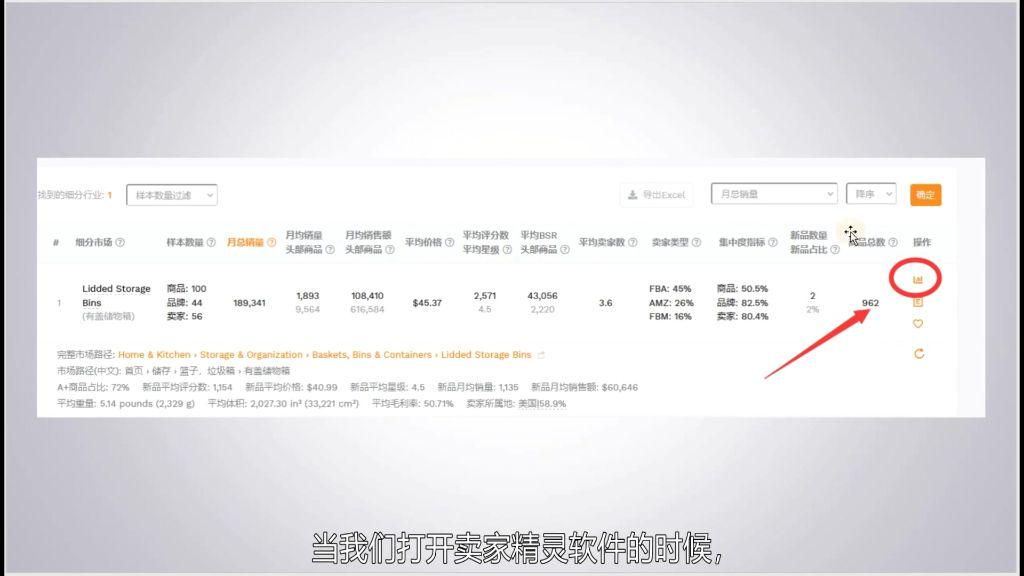 找到的细分行业: 1 样本数量过滤 导出Excel 月总销量 降序 确定
# 细分市场 样本数量 月总销量 月均销量 头部商品 月均销售额 头部商品 平均价格 平均评分数 平均星级 平均BSR 头部商品 平均卖家数 卖家类型 集中度指标 新品数量 新品占比 商品总数 操作
1 Lidded Storage Bins (有盖储物箱) 商品: 100 品牌: 44 卖家: 56 189,341 1,893 9,564 108,410 616,584 $45.37 2,571 4.5 43,056 2,220 3.6 FBA: 45% AMZ: 26% FBM: 16% 商品: 50.5% 品牌: 82.5% 卖家: 80.4% 2 2% 962
完整市场路径: Home & Kitchen › Storage & Organization › Baskets, Bins & Containers › Lidded Storage Bins
市场路径(中文): 首页 › 储存 › 篮子、垃圾箱 › 有盖储物箱
A+商品占比: 72% 新品平均评分数: 1,154 新品平均价格: $40.99 新品平均星级: 4.5 新品月均销量: 1,135 新品月均销售额: $60,646
平均重量: 5.14 pounds (2,329 g) 平均体积: 2,027.30 in³ (33,221 cm³) 平均毛利率: 50.71% 卖家所属地: 美国|58.9%
当我们打开卖家精灵软件的时候,